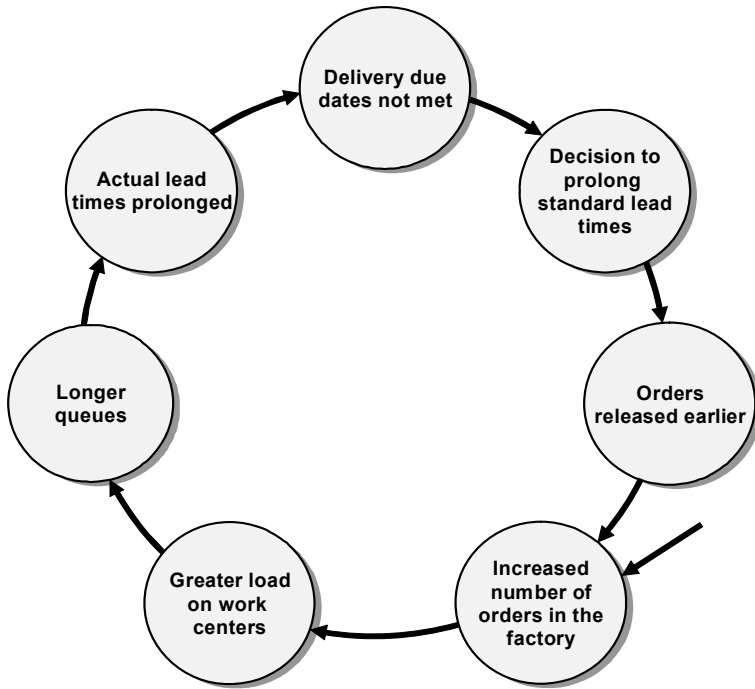 Delivery due
dates not met
Decision to
prolong
standard lead
times
Orders
released earlier
Increased
number of
orders in the
factory
Greater load
on work
centers
Longer
queues
Actual lead
times prolonged